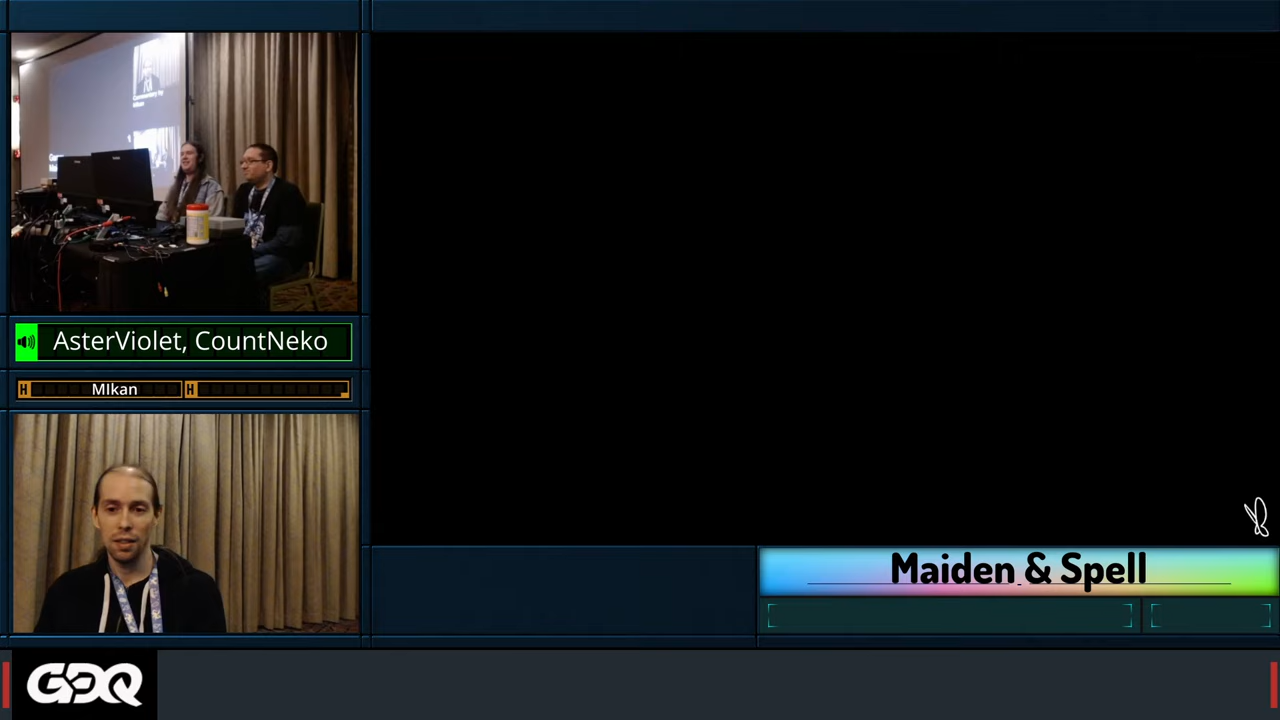 AsterViolet, CountNeko
H MIkan H
Maiden & Spell
GDQ